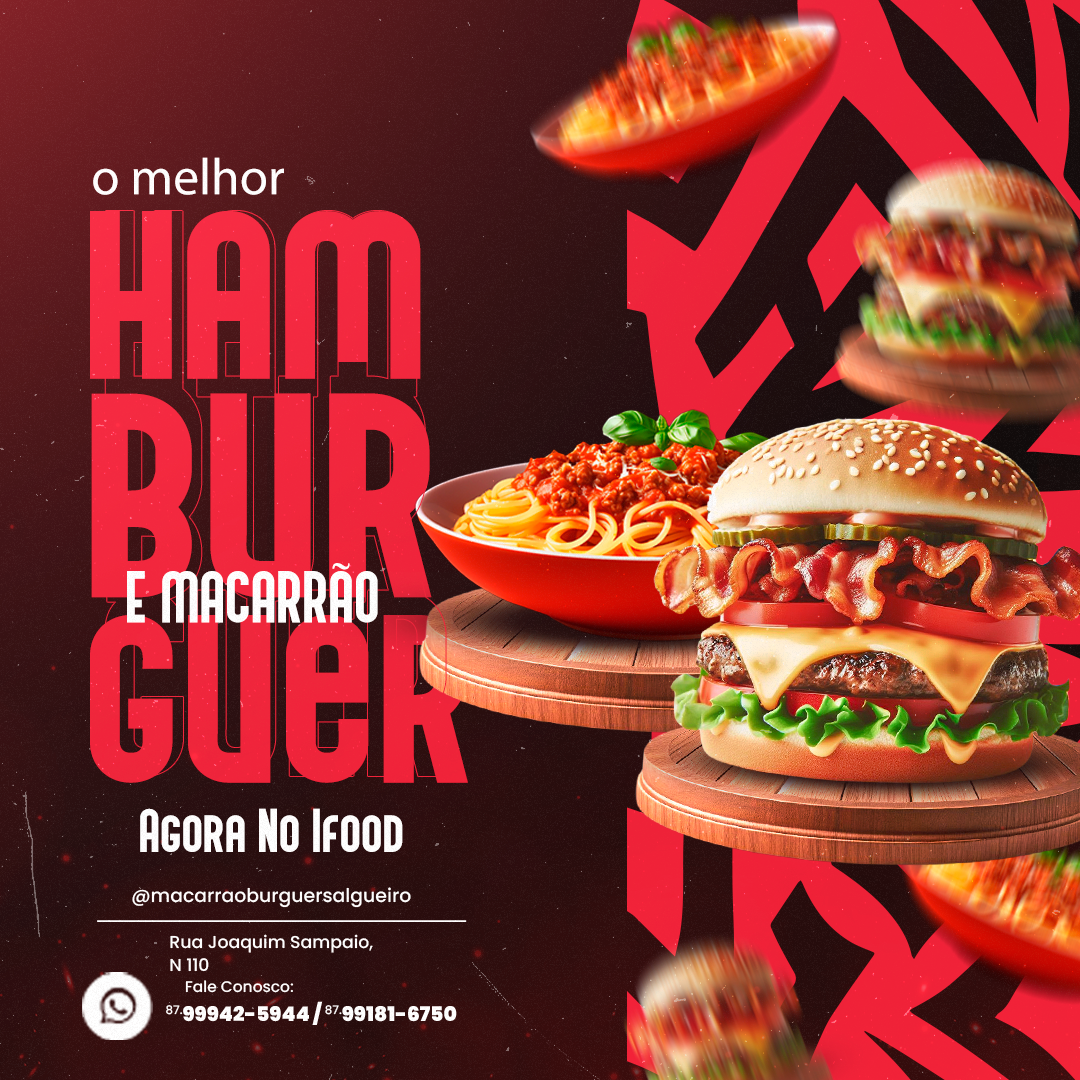 o melhor
HAM
BUR
E MACARRÃO
GUER
Agora No Ifood
@macarraoburguersalgueiro
Rua Joaquim Sampaio,
N 110
Fale Conosco:
87.99942-5944 / 87.99181-6750